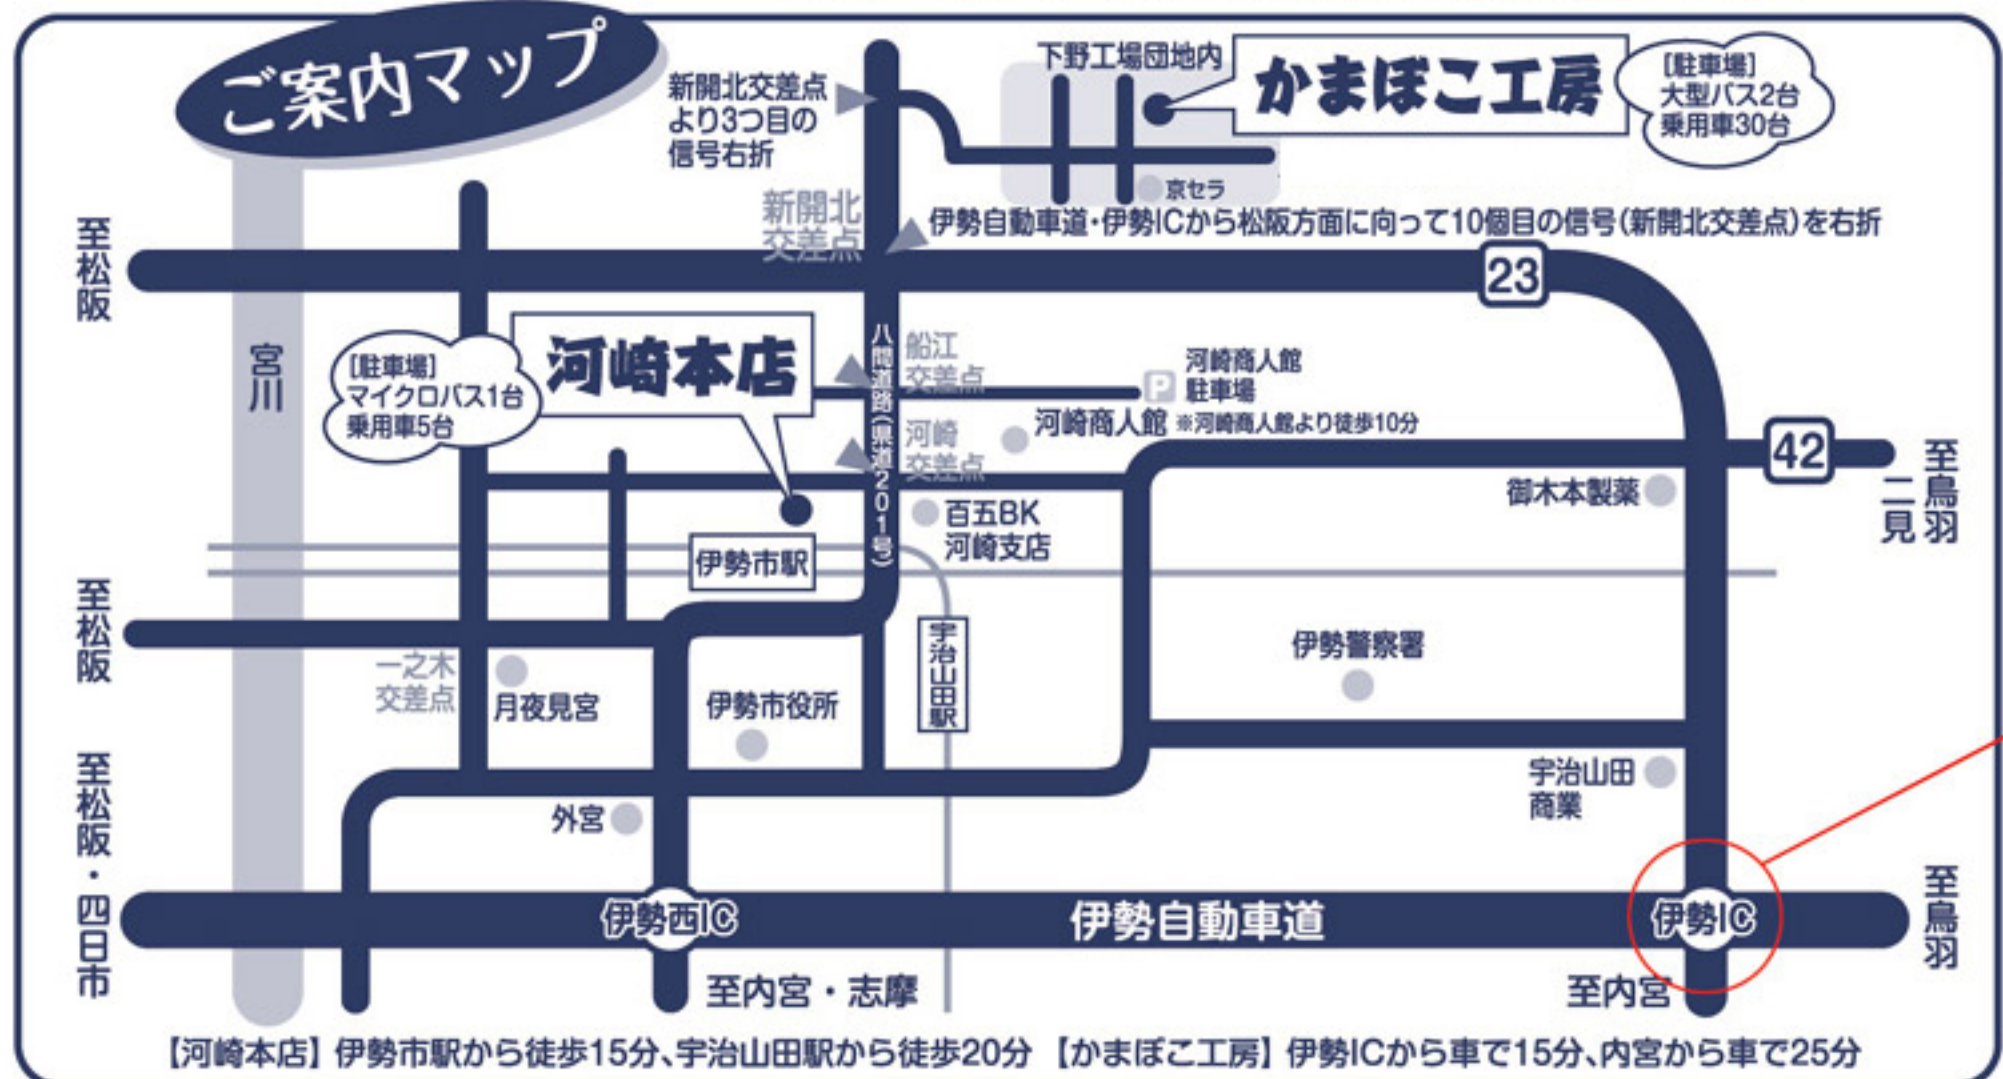 ご案内マップ
新開北交差点
より3つ目の
信号右折
下野工場団地内
かまぼこ工房
[駐車場]
大型バス2台
乗用車30台
京セラ
新開北
交差点
伊勢自動車道・伊勢ICから松阪方面に向って10個目の信号(新開北交差点)を右折
至松阪
23
宮川
[駐車場]
マイクロバス1台
乗用車5台
河崎本店
八間道路(県道201号)
船江
交差点
P
河崎商人館
駐車場
河崎商人館 ※河崎商人館より徒歩10分
河崎
交差点
42
至鳥羽
二見
御木本製薬
百五BK
河崎支店
伊勢市駅
至松阪
一之木
交差点
月夜見宮
伊勢市役所
宇治山田駅
伊勢警察署
宇治山田
商業
外宮
至松阪・四日市
伊勢西IC
伊勢自動車道
伊勢IC
至鳥羽
至内宮・志摩
至内宮
【河崎本店】伊勢市駅から徒歩15分、宇治山田駅から徒歩20分 【かまぼこ工房】伊勢ICから車で15分、内宮から車で25分